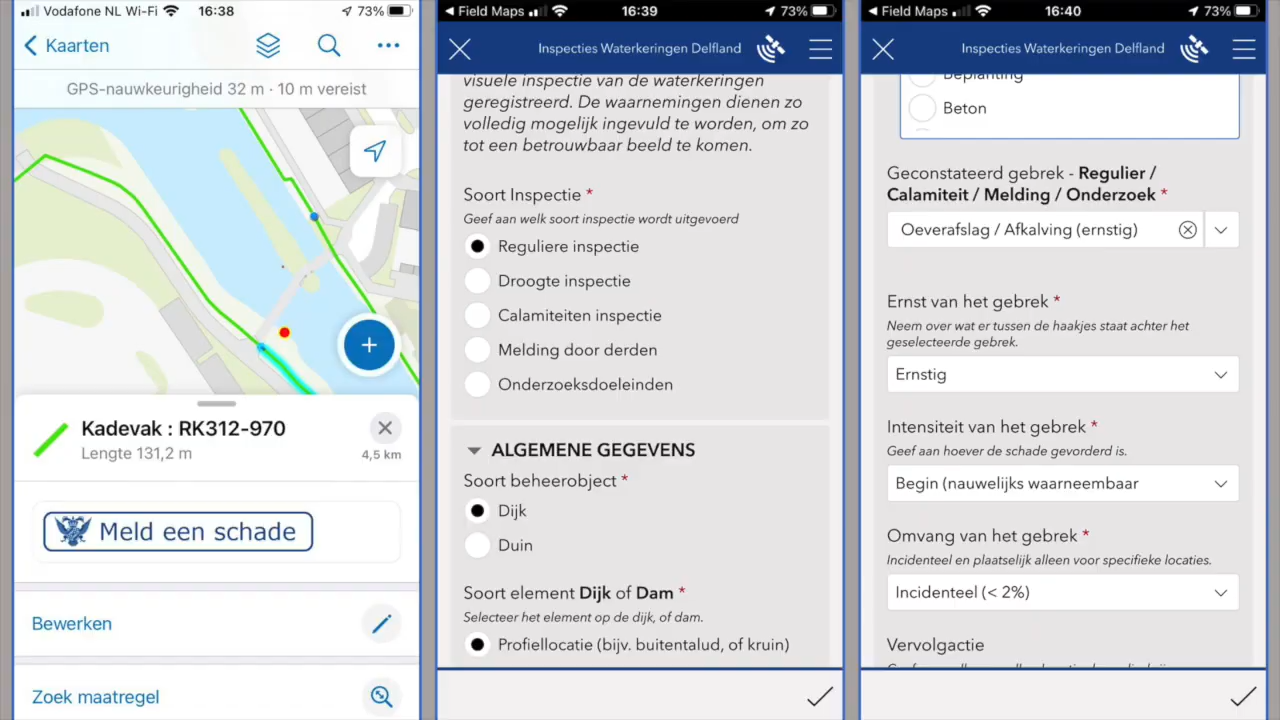 Vodafone NL Wi-Fi 16:38 73%
Kaarten
GPS-nauwkeurigheid 32 m · 10 m vereist
Kadevak : RK312-970
Lengte 131,2 m
4,5 km
Meld een schade
Bewerken
Zoek maatregel
Field Maps 16:39 73%
Inspecties Waterkeringen Delfland
visuele inspectie van de waterkeringen
geregistreerd. De waarnemingen dienen zo
volledig mogelijk ingevuld te worden, om zo
tot een betrouwbaar beeld te komen.
Soort Inspectie *
Geef aan welk soort inspectie wordt uitgevoerd
Reguliere inspectie
Droogte inspectie
Calamiteiten inspectie
Melding door derden
Onderzoeksdoeleinden
ALGEMENE GEGEVENS
Soort beheerobject *
Dijk
Duin
Soort element Dijk of Dam *
Selecteer het element op de dijk, of dam.
Profiellocatie (bijv. buitentalud, of kruin)
Field Maps 16:40 73%
Inspecties Waterkeringen Delfland
Beplanting
Beton
Geconstateerd gebrek - Regulier /
Calamiteit / Melding / Onderzoek *
Oeverafslag / Afkalving (ernstig)
Ernst van het gebrek *
Neem over wat er tussen de haakjes staat achter het
geselecteerde gebrek.
Ernstig
Intensiteit van het gebrek *
Geef aan hoever de schade gevorderd is.
Begin (nauwelijks waarneembaar
Omvang van het gebrek *
Incidenteel en plaatselijk alleen voor specifieke locaties.
Incidenteel (< 2%)
Vervolgactie